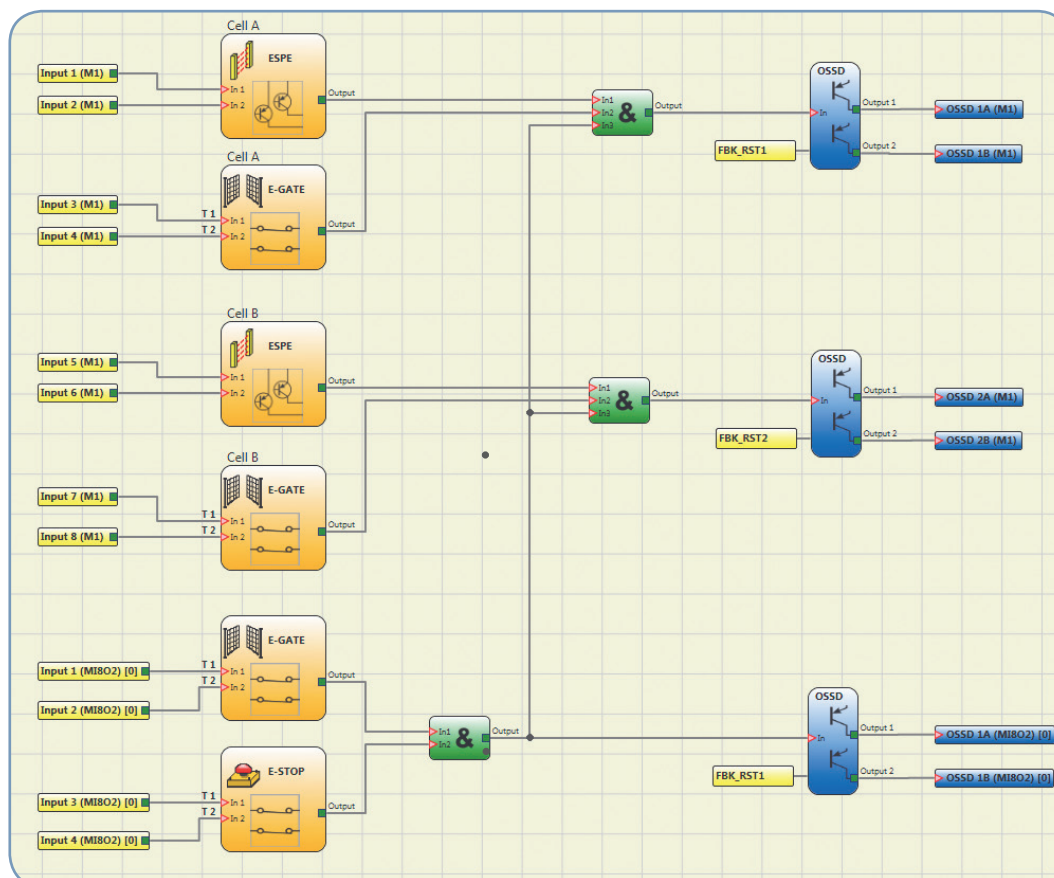 Cell A
ESPE
Input 1 (M1)
Input 2 (M1)
In 1
In 2
Output
Cell A
E-GATE
Input 3 (M1)
Input 4 (M1)
T 1
T 2
In 1
In 2
Output
In1
In2
In3
&
Output
OSSD
In
FBK_RST1
Output 1
Output 2
OSSD 1A (M1)
OSSD 1B (M1)
Cell B
ESPE
Input 5 (M1)
Input 6 (M1)
In 1
In 2
Output
Cell B
E-GATE
Input 7 (M1)
Input 8 (M1)
T 1
T 2
In 1
In 2
Output
In1
In2
In3
&
Output
OSSD
In
FBK_RST2
Output 1
Output 2
OSSD 2A (M1)
OSSD 2B (M1)
E-GATE
Input 1 (MI8O2) [0]
Input 2 (MI8O2) [0]
T 1
T 2
In 1
In 2
Output
E-STOP
Input 3 (MI8O2) [0]
Input 4 (MI8O2) [0]
T 1
T 2
In 1
In 2
Output
In1
In2
&
Output
OSSD
In
FBK_RST1
Output 1
Output 2
OSSD 1A (MI8O2) [0]
OSSD 1B (MI8O2) [0]